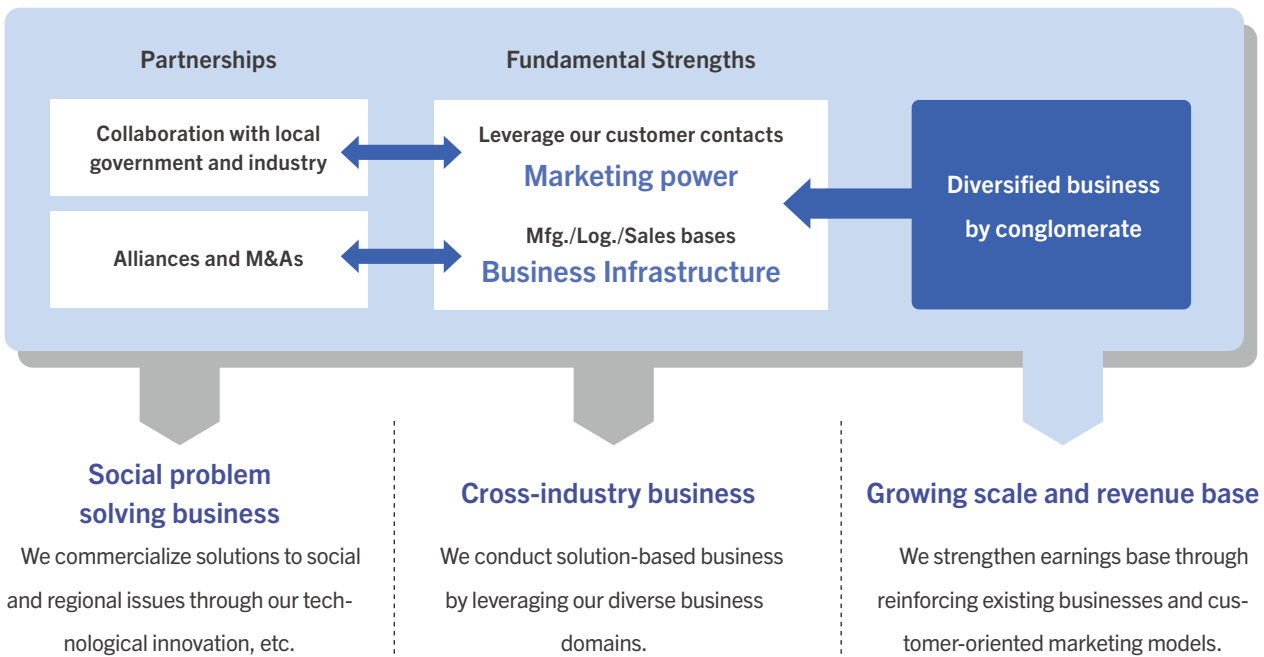 Partnerships
Collaboration with local
government and industry
Alliances and M&As
Fundamental Strengths
Leverage our customer contacts
Marketing power
Mfg./Log./Sales bases
Business Infrastructure
Diversified business
by conglomerate
Social problem
solving business
We commercialize solutions to social
and regional issues through our tech-
nological innovation, etc.
Cross-industry business
We conduct solution-based business
by leveraging our diverse business
domains.
Growing scale and revenue base
We strengthen earnings base through
reinforcing existing businesses and cus-
tomer-oriented marketing models.